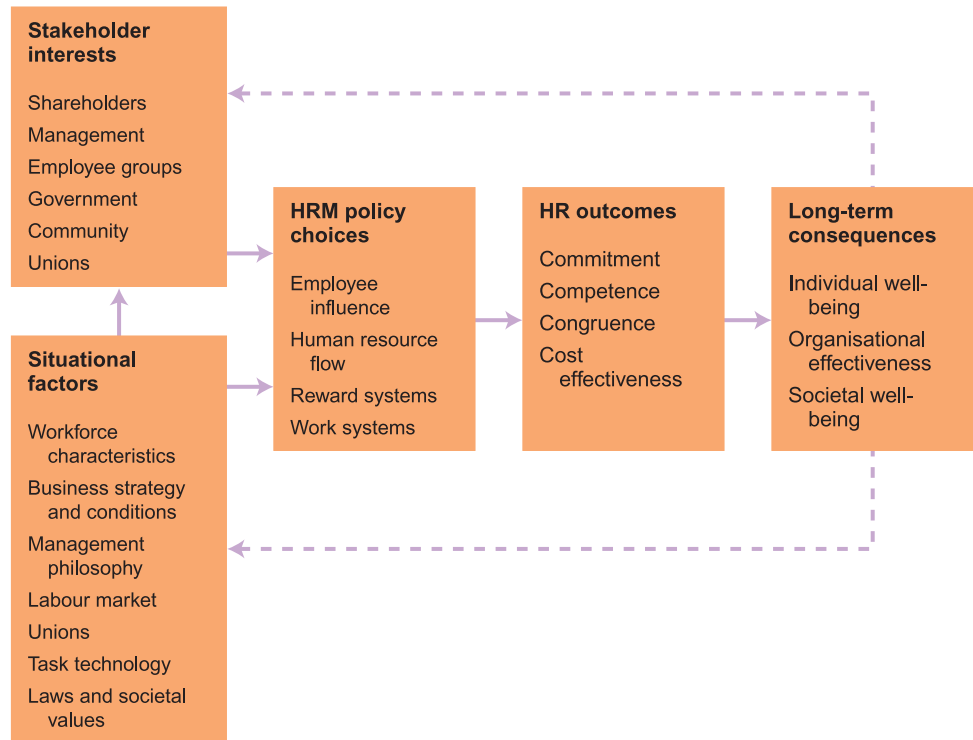 Stakeholder
interests
Shareholders
Management
Employee groups
Government
Community
Unions
Situational
factors
Workforce
characteristics
Business strategy
and conditions
Management
philosophy
Labour market
Unions
Task technology
Laws and societal
values
HRM policy
choices
Employee
influence
Human resource
flow
Reward systems
Work systems
HR outcomes
Commitment
Competence
Congruence
Cost
effectiveness
Long-term
consequences
Individual well-
being
Organisational
effectiveness
Societal well-
being